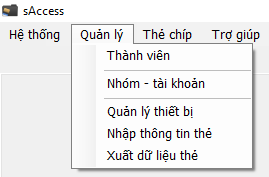 sAccess
Hệ thống Quản lý Thẻ chíp Trợ giúp
Thành viên
Nhóm - tài khoản
Quản lý thiết bị
Nhập thông tin thẻ
Xuất dữ liệu thẻ